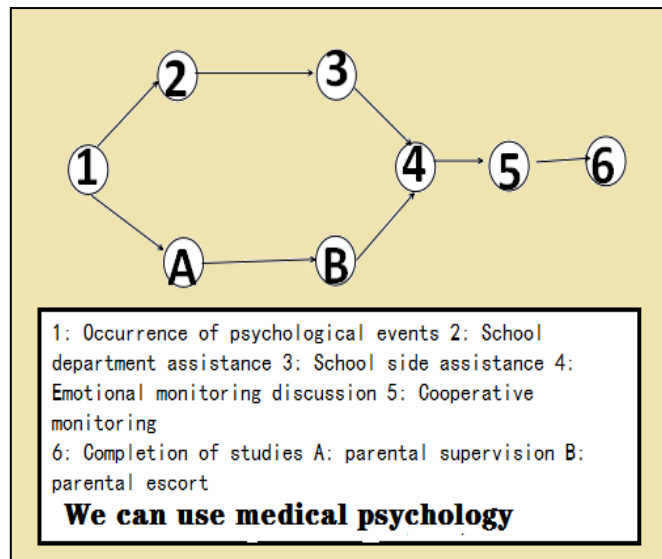 2
3
1
4
5
6
A
B
1: Occurrence of psychological events 2: School
department assistance 3: School side assistance 4:
Emotional monitoring discussion 5: Cooperative
monitoring
6: Completion of studies A: parental supervision B:
parental escort
We can use medical psychology